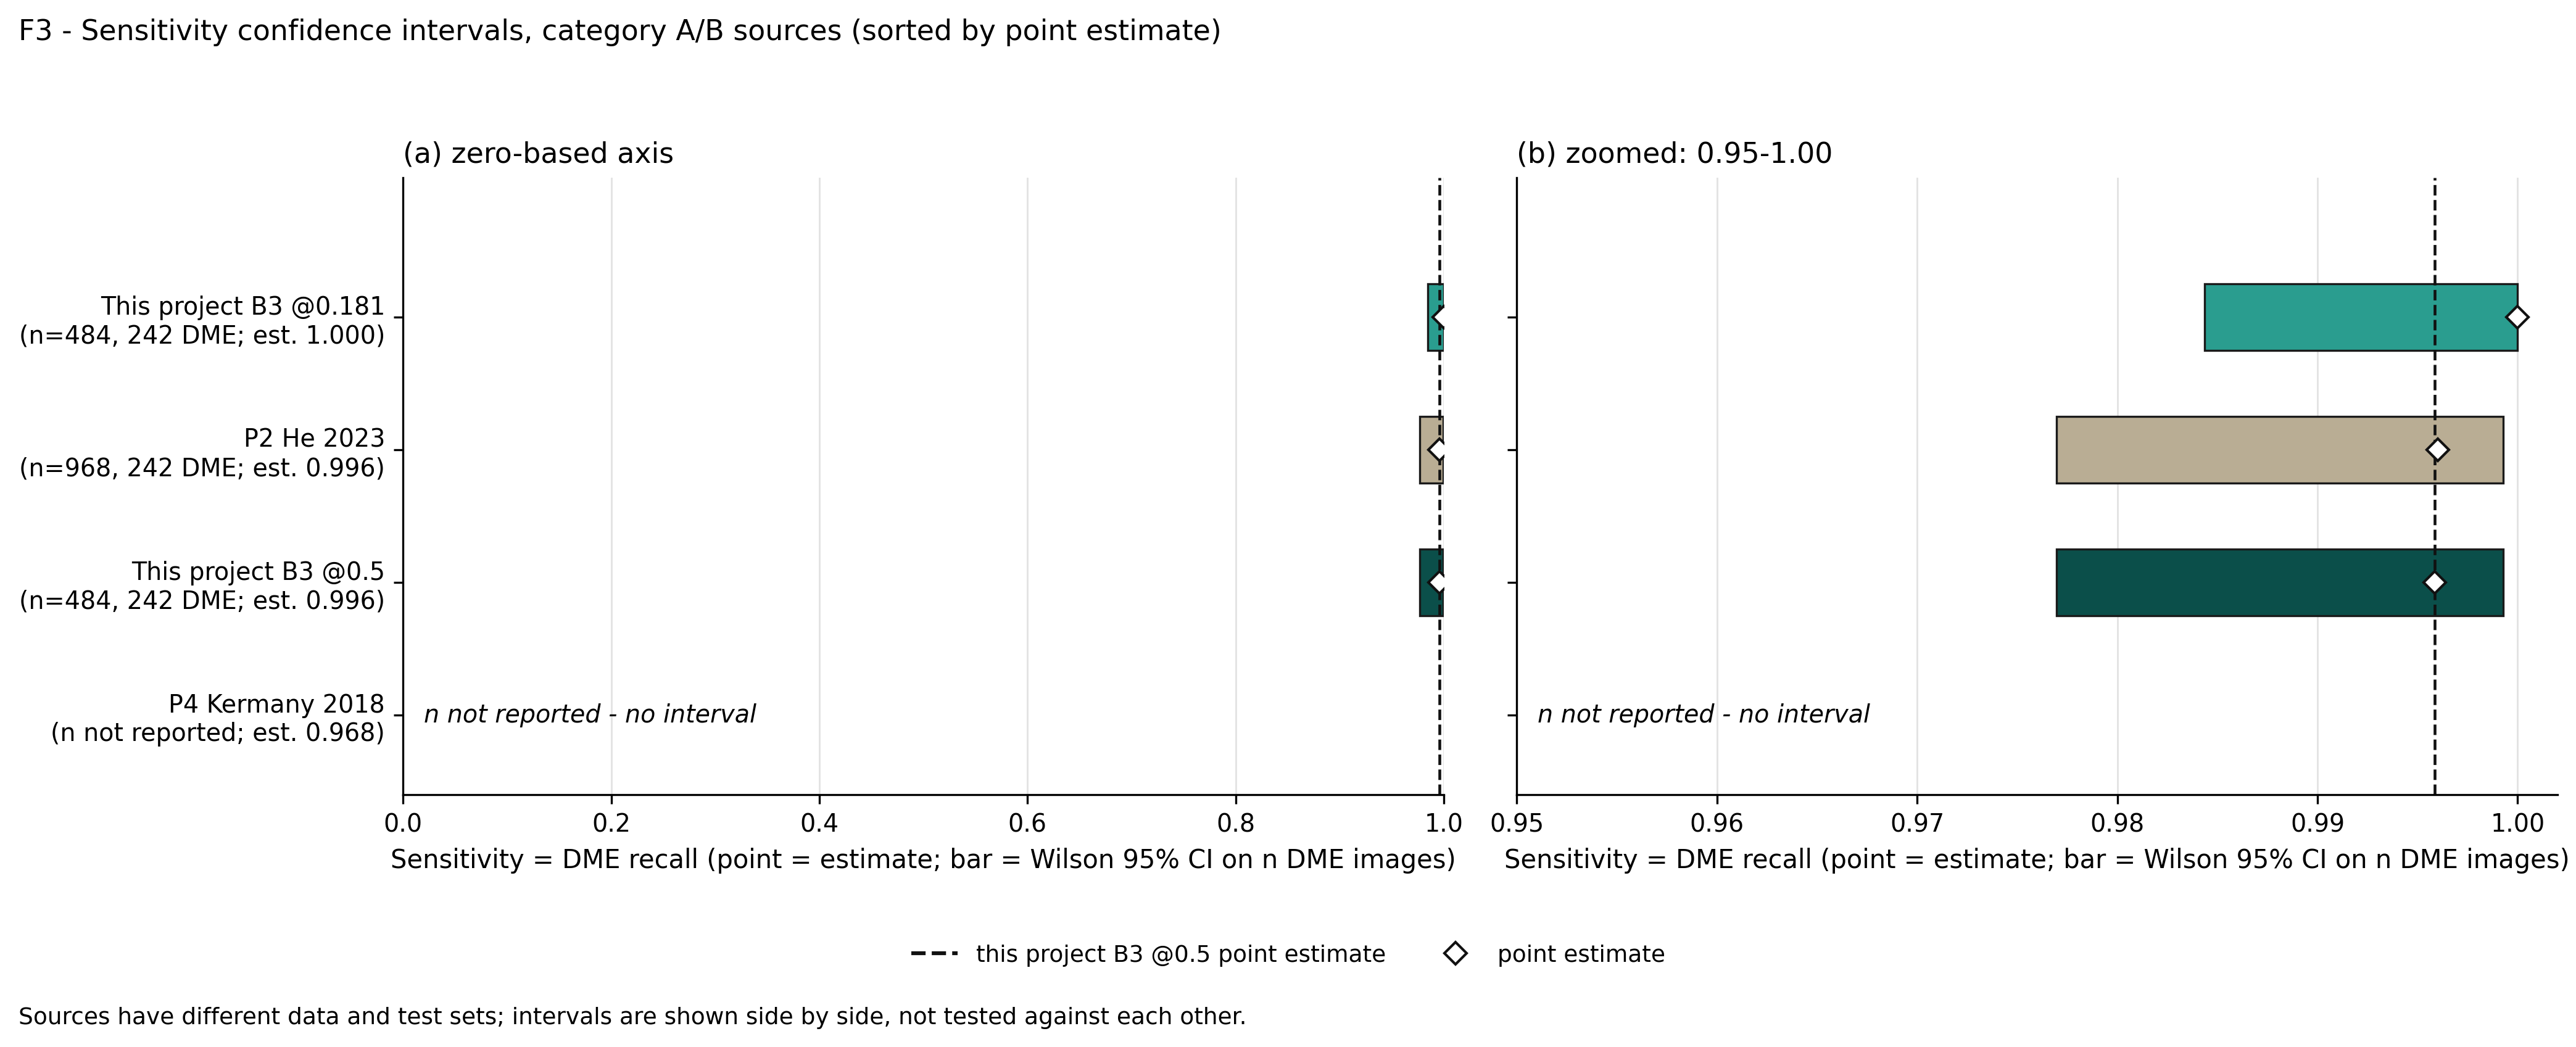 F3 - Sensitivity confidence intervals, category A/B sources (sorted by point estimate)
(a) zero-based axis
(b) zoomed: 0.95-1.00
This project B3 @0.181
(n=484, 242 DME; est. 1.000)
P2 He 2023
(n=968, 242 DME; est. 0.996)
This project B3 @0.5
(n=484, 242 DME; est. 0.996)
P4 Kermany 2018
(n not reported; est. 0.968)
n not reported - no interval
n not reported - no interval
0.0 0.2 0.4 0.6 0.8 1.0
0.95 0.96 0.97 0.98 0.99 1.00
Sensitivity = DME recall (point = estimate; bar = Wilson 95% CI on n DME images)
Sensitivity = DME recall (point = estimate; bar = Wilson 95% CI on n DME images)
this project B3 @0.5 point estimate
point estimate
Sources have different data and test sets; intervals are shown side by side, not tested against each other.